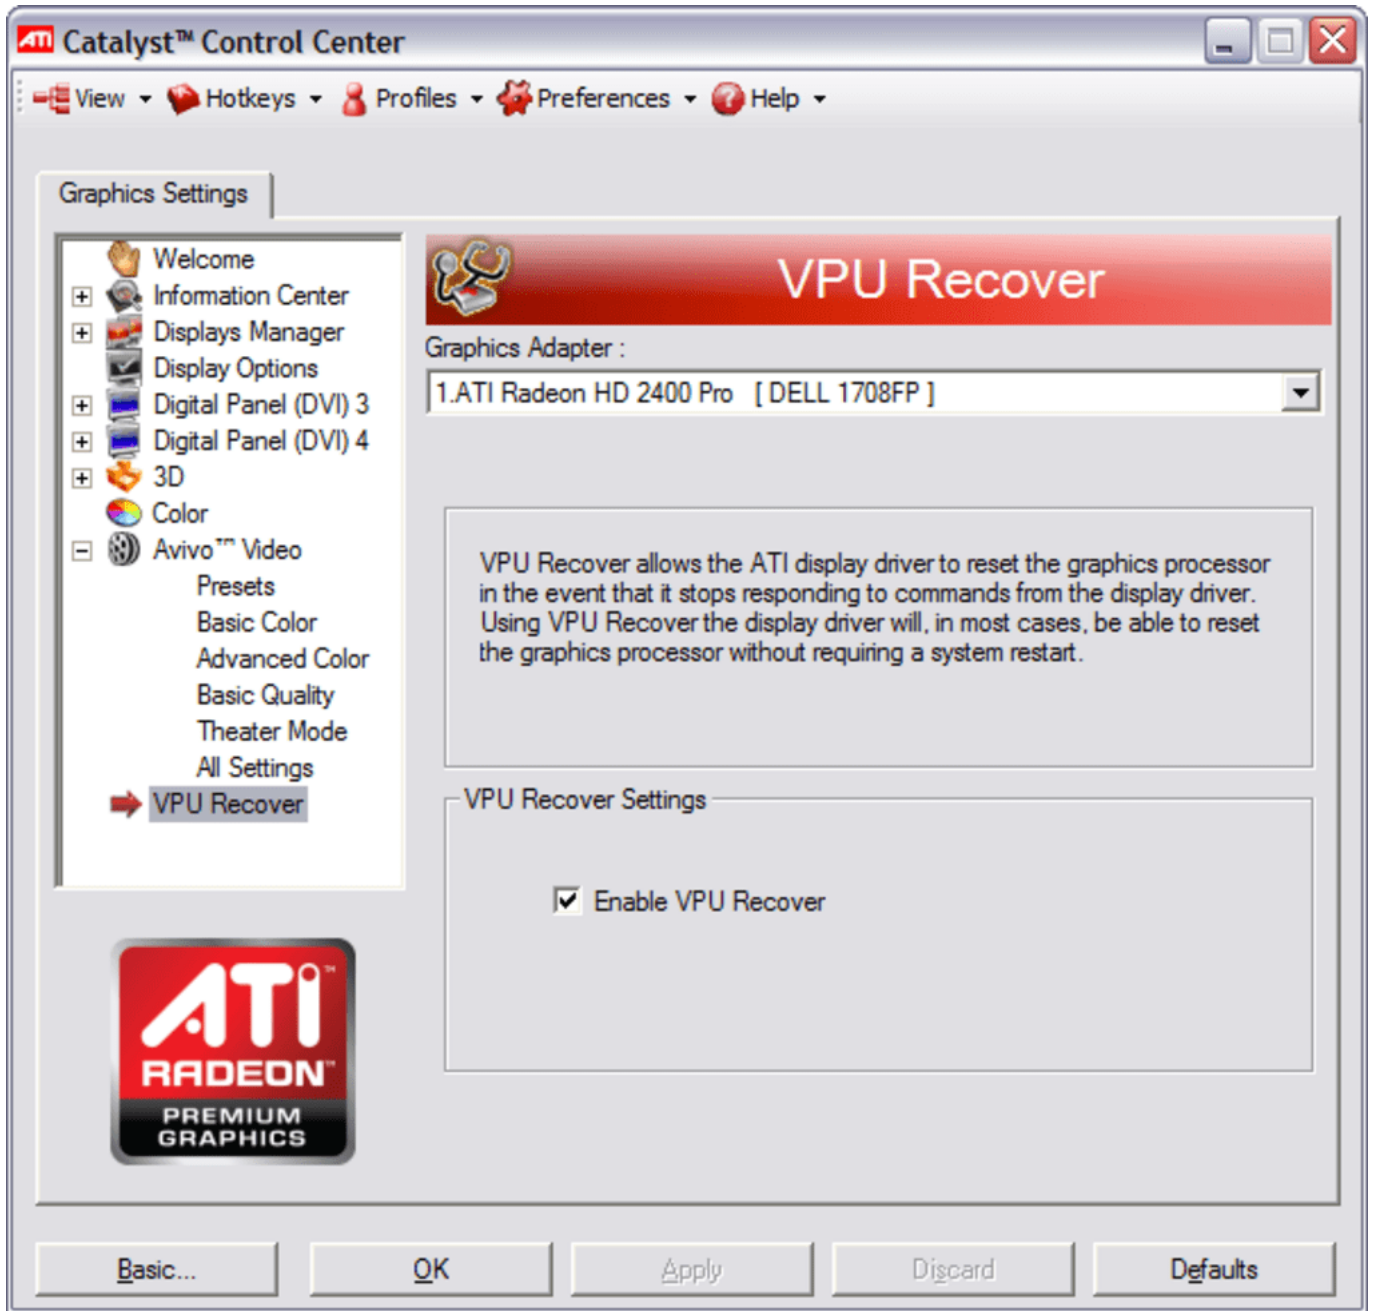 ATI Catalyst™ Control Center
View Hotkeys Profiles Preferences Help
Graphics Settings
Welcome
Information Center
Displays Manager
Display Options
Digital Panel (DVI) 3
Digital Panel (DVI) 4
3D
Color
Avivo™ Video
Presets
Basic Color
Advanced Color
Basic Quality
Theater Mode
All Settings
VPU Recover
VPU Recover
Graphics Adapter :
1.ATI Radeon HD 2400 Pro [ DELL 1708FP ]
VPU Recover allows the ATI display driver to reset the graphics processor
in the event that it stops responding to commands from the display driver.
Using VPU Recover the display driver will, in most cases, be able to reset
the graphics processor without requiring a system restart.
VPU Recover Settings
Enable VPU Recover
ATI™
RADEON™
PREMIUM
GRAPHICS
Basic... OK Apply Discard Defaults